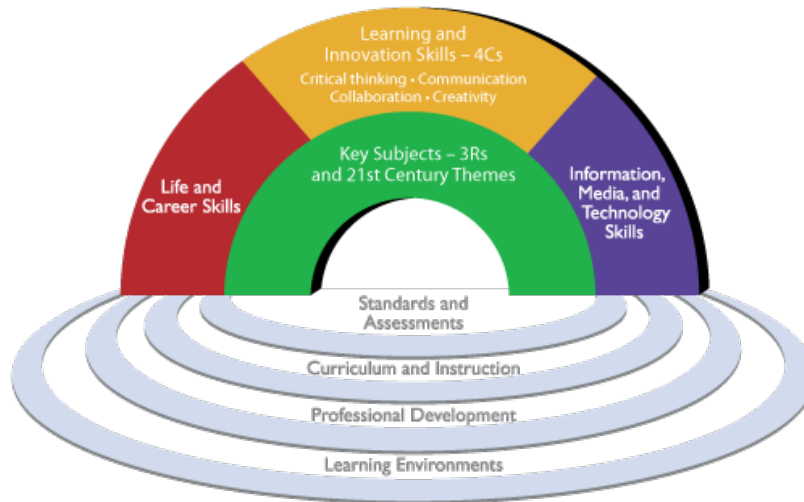 Learning and
Innovation Skills – 4Cs
Critical thinking • Communication
Collaboration • Creativity
Key Subjects – 3Rs
and 21st Century Themes
Life and
Career Skills
Information,
Media, and
Technology
Skills
Standards and
Assessments
Curriculum and Instruction
Professional Development
Learning Environments